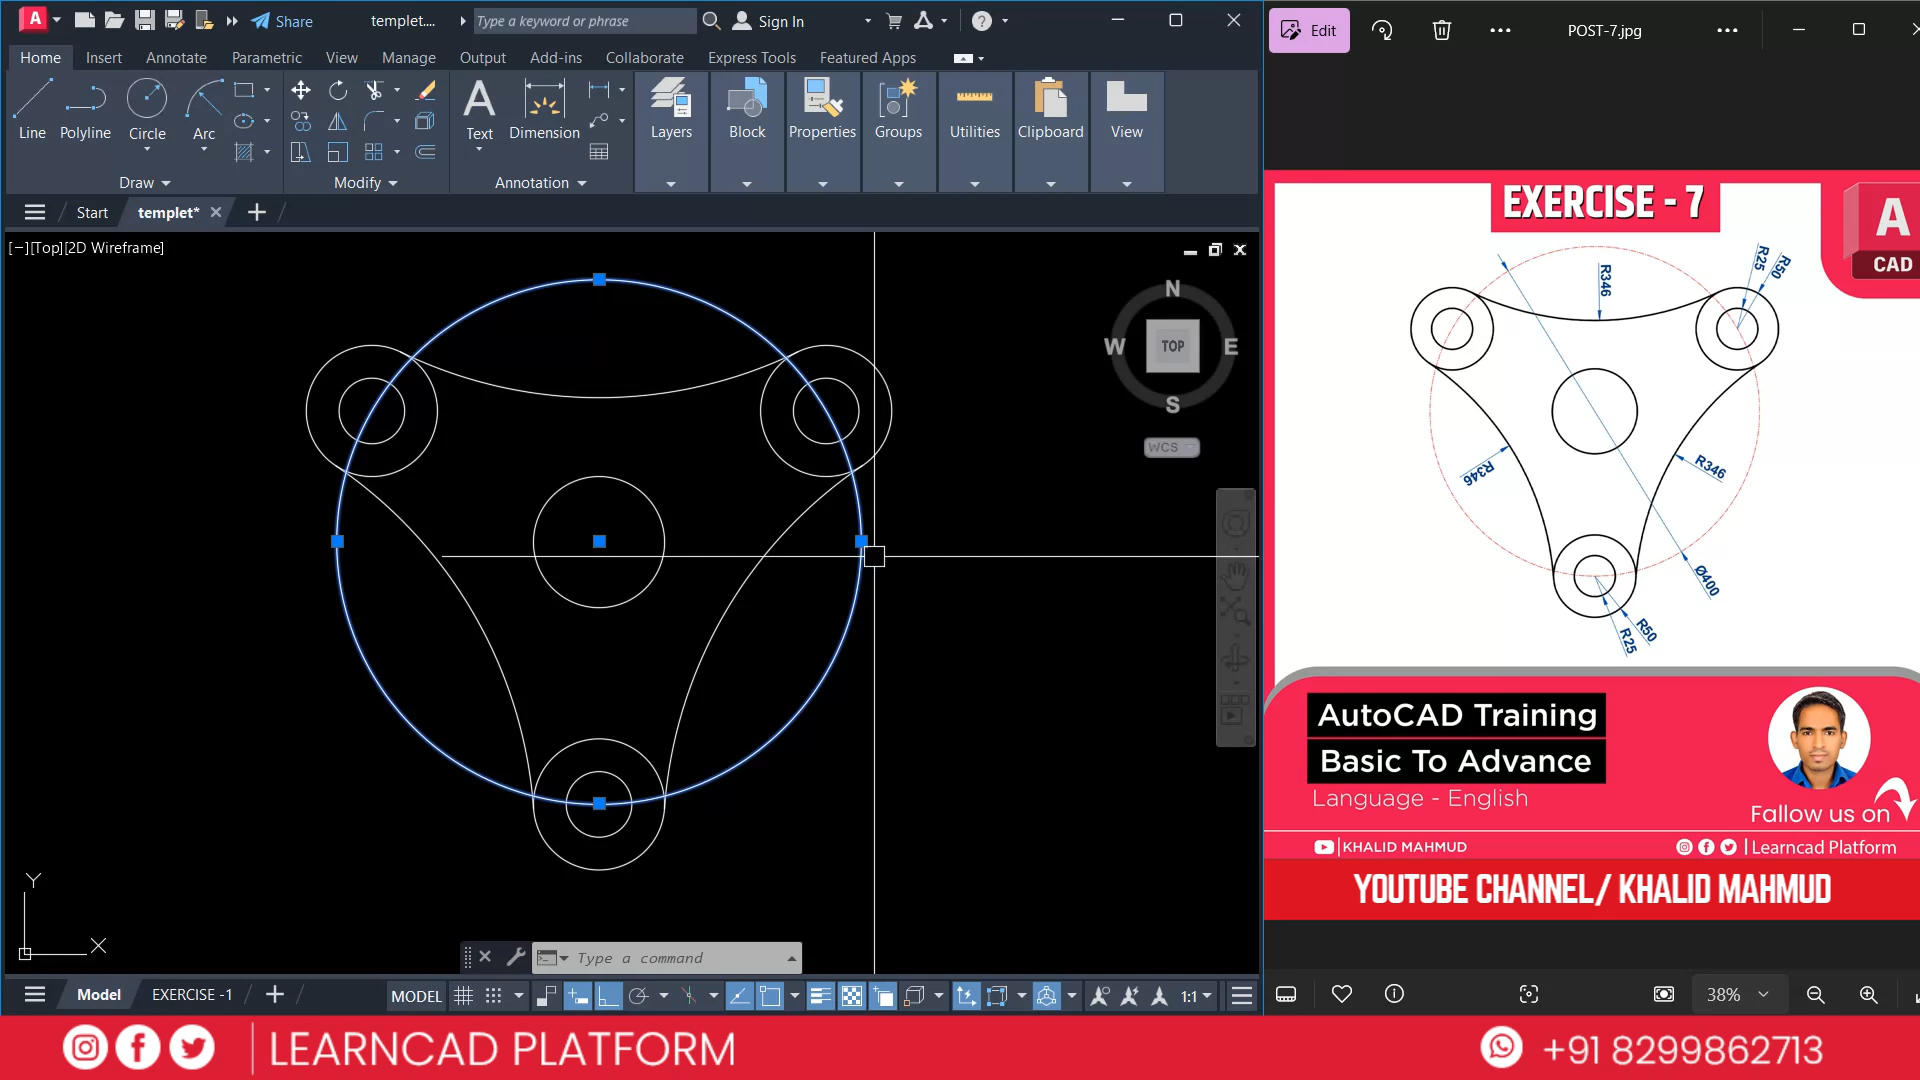 Share
templet....
Type a keyword or phrase
Sign In
Home
Insert
Annotate
Parametric
View
Manage
Output
Add-ins
Collaborate
Express Tools
Featured Apps
Line
Polyline
Circle
Arc
Text
Dimension
Layers
Block
Properties
Groups
Utilities
Clipboard
View
Draw
Modify
Annotation
Start
templet*
[−][Top][2D Wireframe]
N
W
TOP
E
S
WCS
Y
X
Type a command
Model
EXERCISE -1
MODEL
1:1
Edit
POST-7.jpg
EXERCISE - 7
A
CAD
R346
R25
R50
R346
R346
Ø400
R50
R25
AutoCAD Training
Basic To Advance
Language - English
Fallow us on
KHALID MAHMUD
Learncad Platform
YOUTUBE CHANNEL/ KHALID MAHMUD
38%
LEARNCAD PLATFORM
+91 8299862713